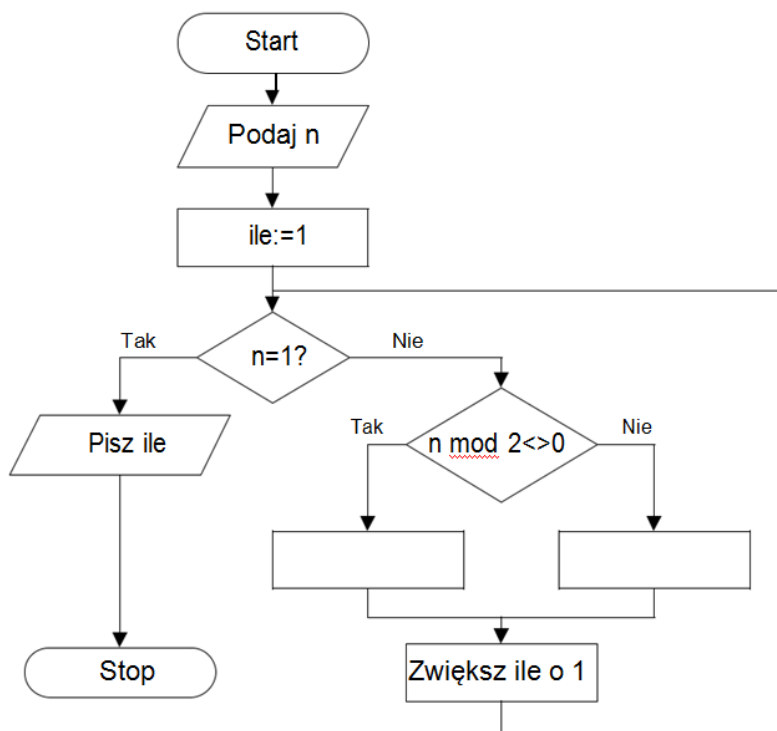 Start
Podaj n
ile:=1
n=1?
Tak
Nie
Pisz ile
n mod 2<>0
Tak
Nie
Stop
Zwiększ ile o 1